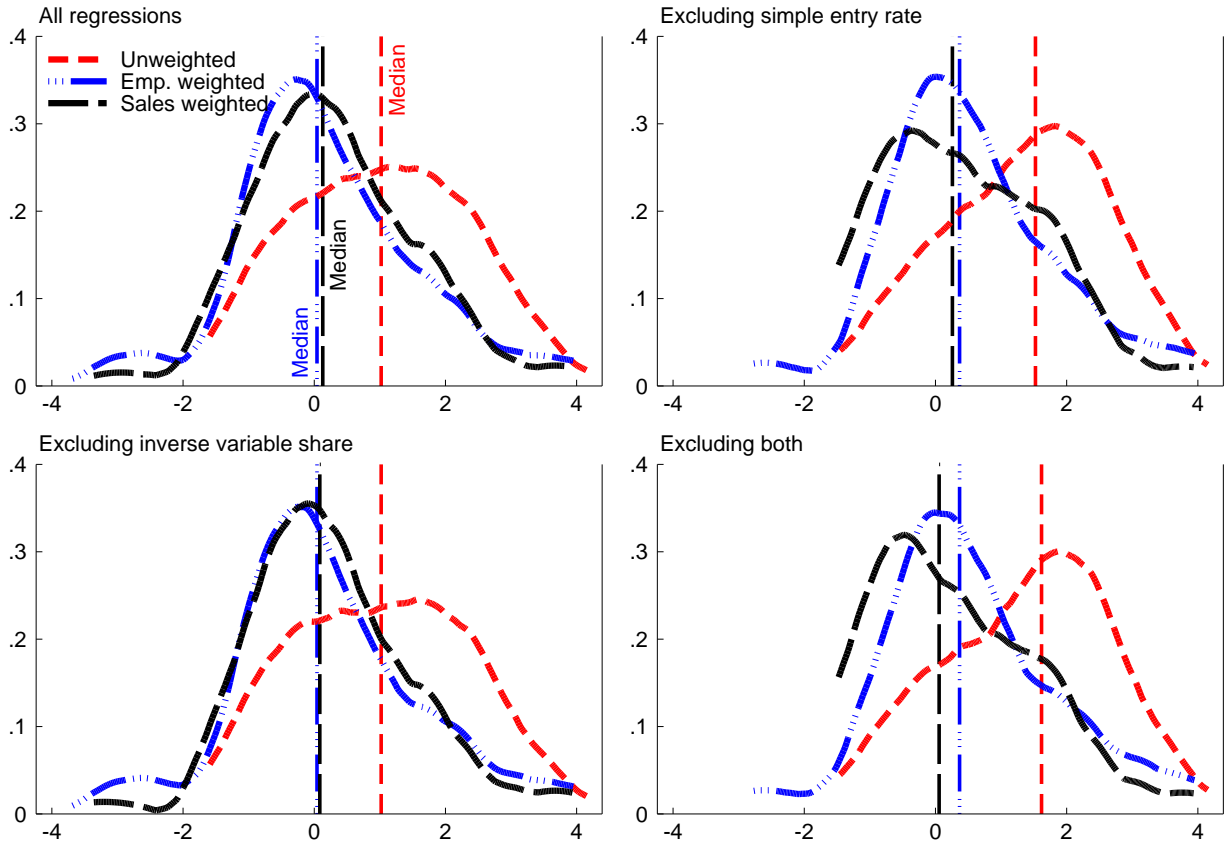 All regressions
.4
.3
.2
.1
0
-4 -2 0 2 4
Unweighted
Emp. weighted
Sales weighted
Median
Median
Median
Excluding simple entry rate
.4
.3
.2
.1
0
-4 -2 0 2 4
Excluding inverse variable share
.4
.3
.2
.1
0
-4 -2 0 2 4
Excluding both
.4
.3
.2
.1
0
-4 -2 0 2 4